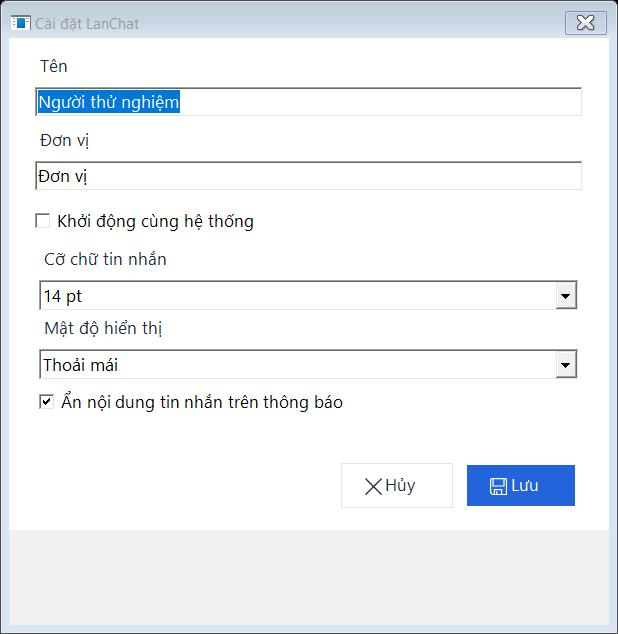 Cài đặt LanChat
Tên
Người thử nghiệm
Đơn vị
Đơn vị
Khởi động cùng hệ thống
Cỡ chữ tin nhắn
14 pt
Mật độ hiển thị
Thoải mái
Ẩn nội dung tin nhắn trên thông báo
Hủy
Lưu